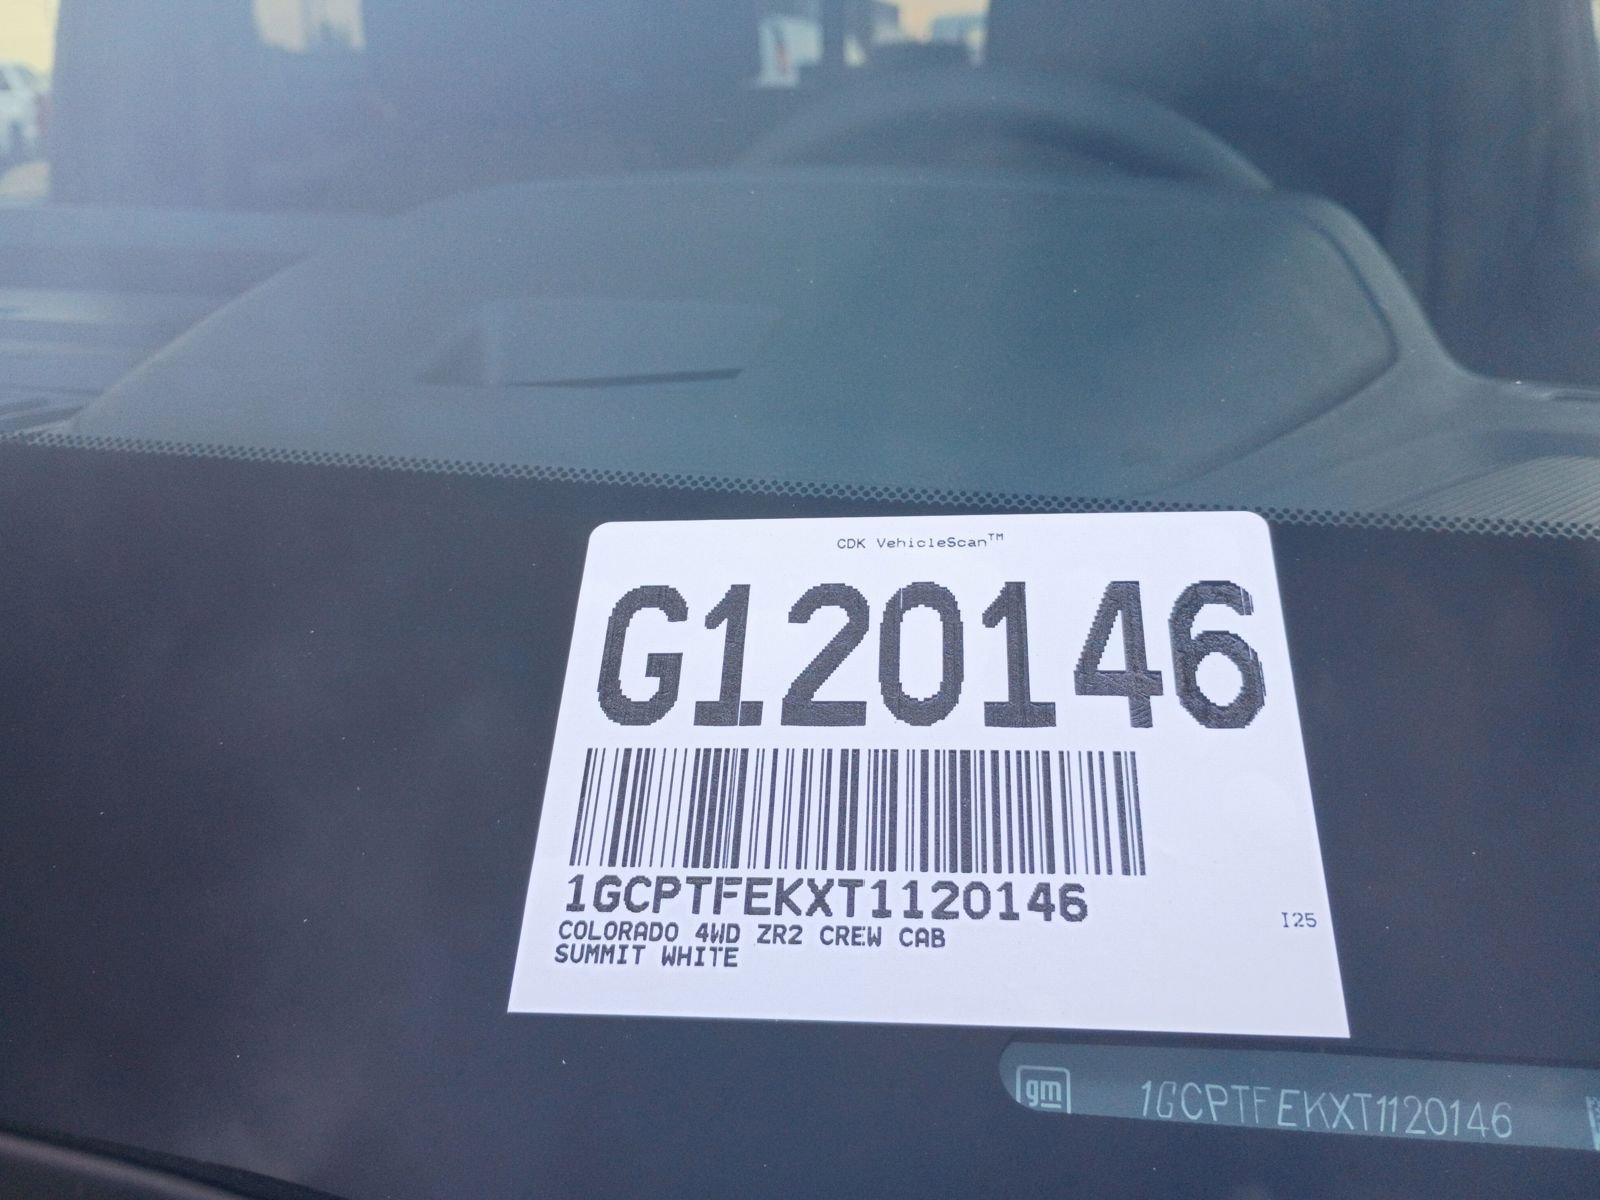 CDK VehicleScan™
G120146
1GCPTFEKXT1120146
COLORADO 4WD ZR2 CREW CAB
SUMMIT WHITE
I25
gm 1GCPTFEKXT1120146